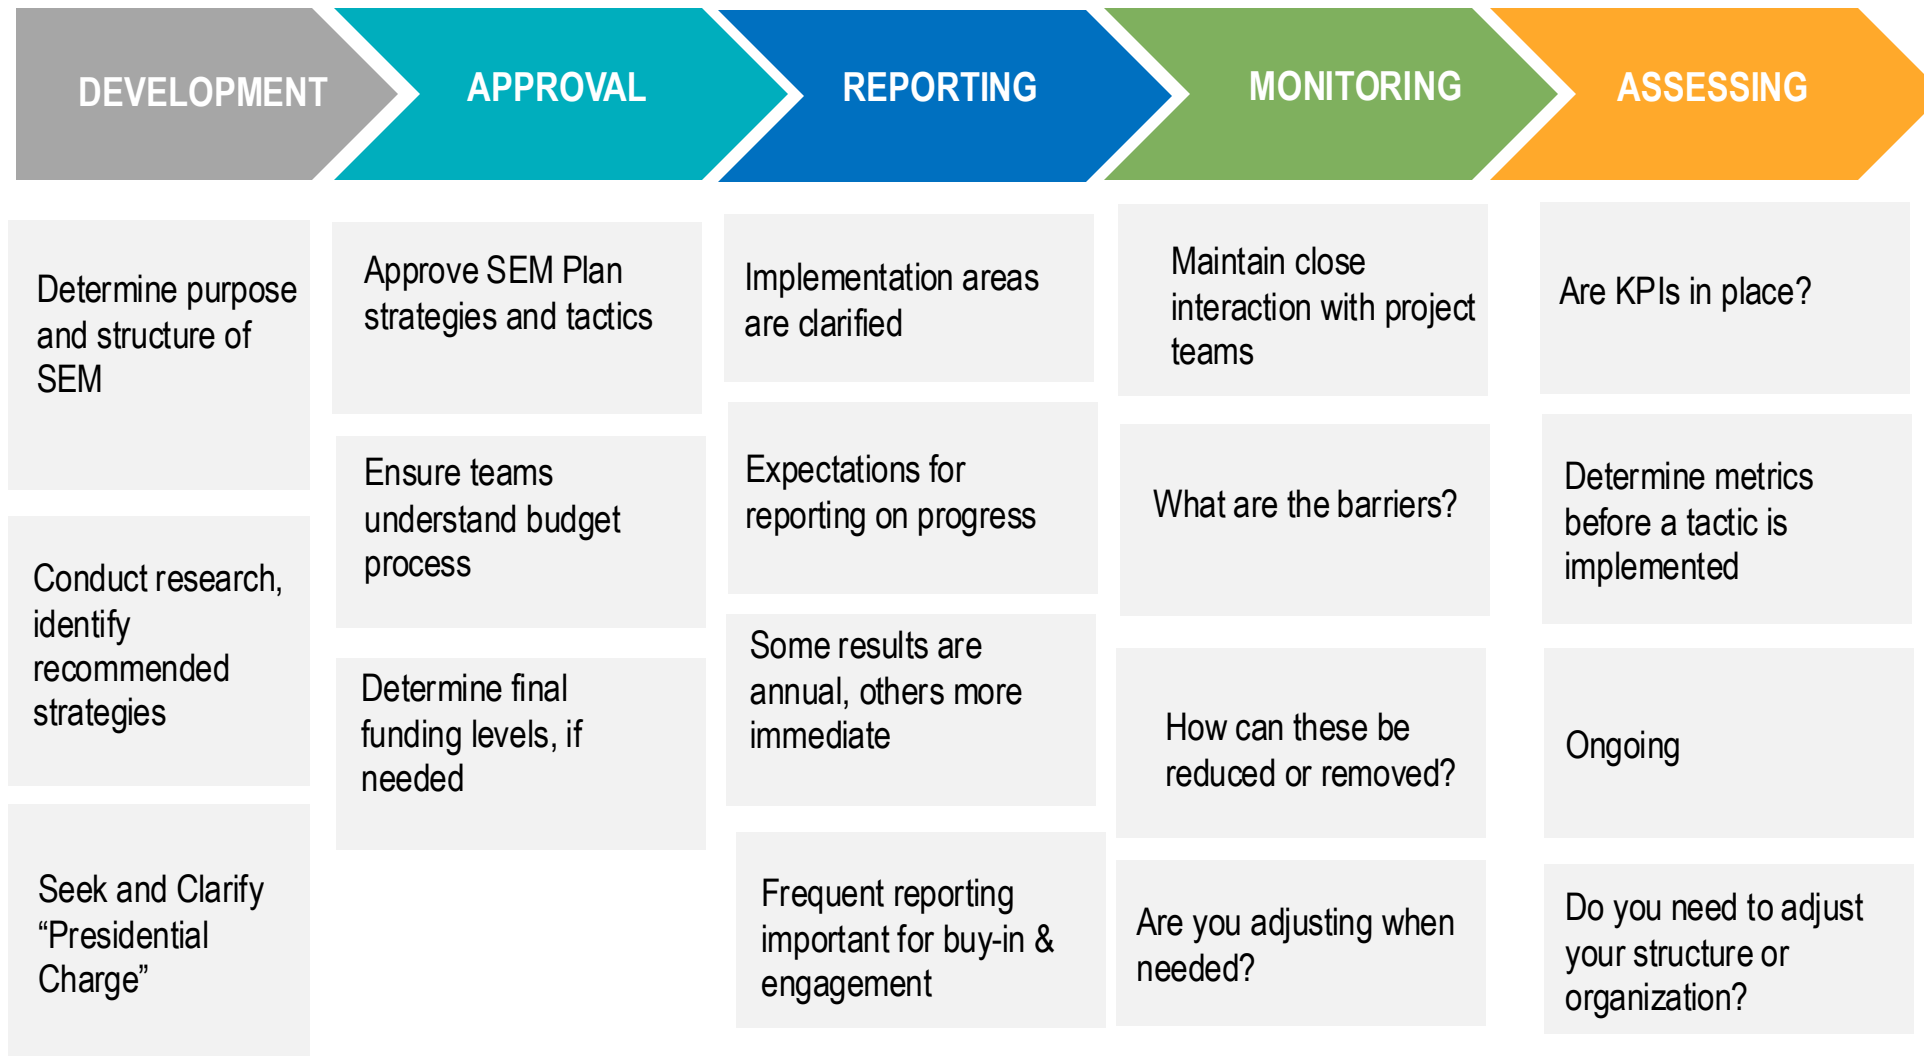 DEVELOPMENT
APPROVAL
REPORTING
MONITORING
ASSESSING
Determine purpose
and structure of
SEM
Conduct research,
identify
recommended
strategies
Seek and Clarify
“Presidential
Charge”
Approve SEM Plan
strategies and tactics
Ensure teams
understand budget
process
Determine final
funding levels, if
needed
Implementation areas
are clarified
Expectations for
reporting on progress
Some results are
annual, others more
immediate
Frequent reporting
important for buy-in &
engagement
Maintain close
interaction with project
teams
What are the barriers?
How can these be
reduced or removed?
Are you adjusting when
needed?
Are KPIs in place?
Determine metrics
before a tactic is
implemented
Ongoing
Do you need to adjust
your structure or
organization?